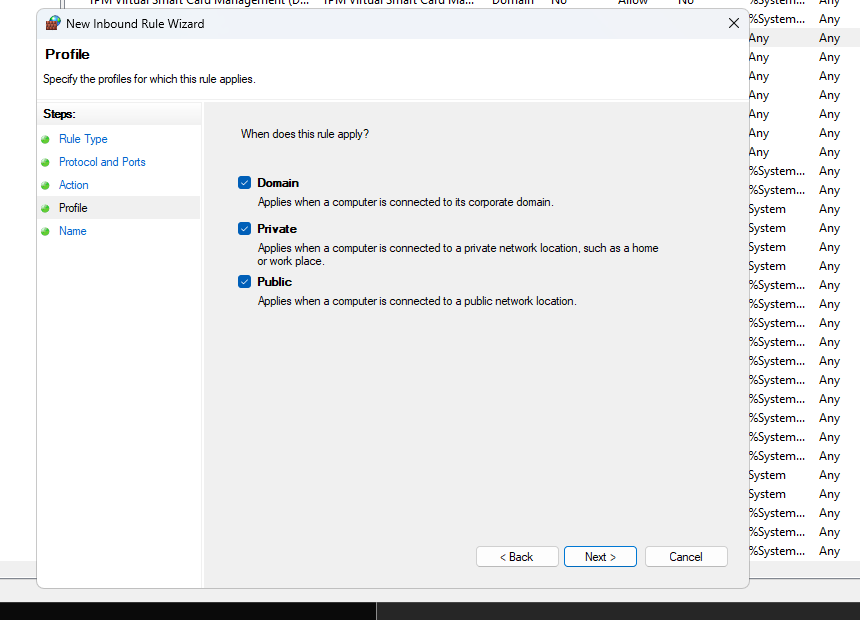 TPM Virtual Smart Card Management (D... TPM Virtual Smart Card Ma... Domain No Allow No %System... Any
New Inbound Rule Wizard
%System... Any
Profile
Any Any
Specify the profiles for which this rule applies.
Any Any
Any Any
Any Any
Steps:
Any Any
When does this rule apply?
Any Any
Rule Type
Any Any
Protocol and Ports
%System... Any
Action
Domain
%System... Any
Applies when a computer is connected to its corporate domain.
Profile
System Any
Private
Name
System Any
Applies when a computer is connected to a private network location, such as a home
or work place.
System Any
System Any
Public
%System... Any
Applies when a computer is connected to a public network location.
%System... Any
%System... Any
%System... Any
%System... Any
%System... Any
%System... Any
%System... Any
%System... Any
%System... Any
System Any
System Any
%System... Any
%System... Any
%System... Any
< Back
Next >
Cancel